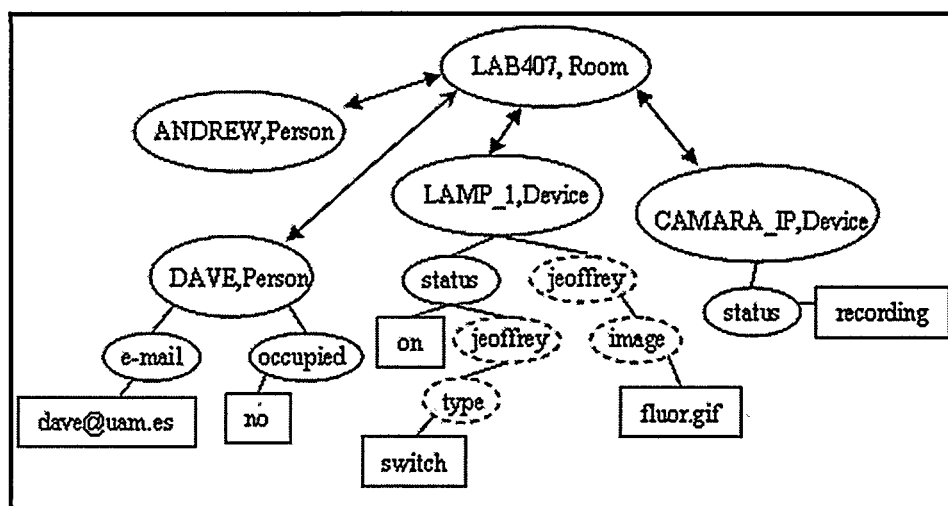 LAB407, Room
ANDREW,Person
LAMP_1,Device
CAMARA_IP,Device
DAVE,Person
status
jeoffrey
status
recording
e-mail
occupied
on
jeoffrey
image
dave@uam.es
no
type
fluor.gif
switch